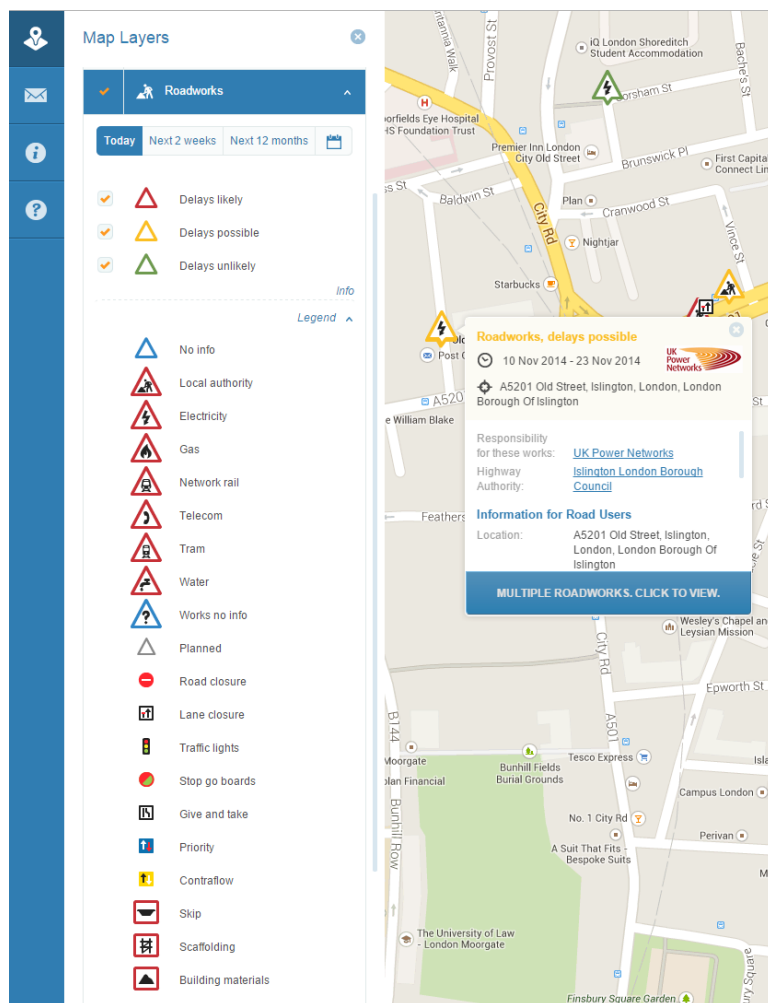 Map Layers
Roadworks
Today
Next 2 weeks
Next 12 months
Delays likely
Delays possible
Delays unlikely
Info
Legend
No info
Local authority
Electricity
Gas
Network rail
Telecom
Tram
Water
Works no info
Planned
Road closure
Lane closure
Traffic lights
Stop go boards
Give and take
Priority
Contraflow
Skip
Scaffolding
Building materials
Provost St
iQ London Shoreditch
Student Accommodation
Bache's St
Eye Hospital
HS Foundation Trust
Premier Inn London
City Old Street
Brunswick Pl
First Capital
Connect
Baldwin St
City Rd
Plan
Cranwood St
Vince St
Nightjar
Starbucks
Post
A520
William Blake
Roadworks, delays possible
10 Nov 2014 - 23 Nov 2014
UK
Power
Networks
A5201 Old Street, Islington, London, London
Borough Of Islington
Responsibility
for these works:
UK Power Networks
Highway
Authority:
Islington London Borough
Council
Information for Road Users
Location:
A5201 Old Street, Islington,
London, London Borough Of
Islington
MULTIPLE ROADWORKS. CLICK TO VIEW.
Wesley's Chapel and
Leysian Mission
City Rd
A501
Epworth St
B144
Moorgate
Financial
Bunhill Fields
Burial Grounds
Tesco Express
Campus London
No. 1 City Rd
Perivan
A Suit That Fits -
Bespoke Suits
Bunhill Row
The University of Law
- London Moorgate
Finsbury Square Garden